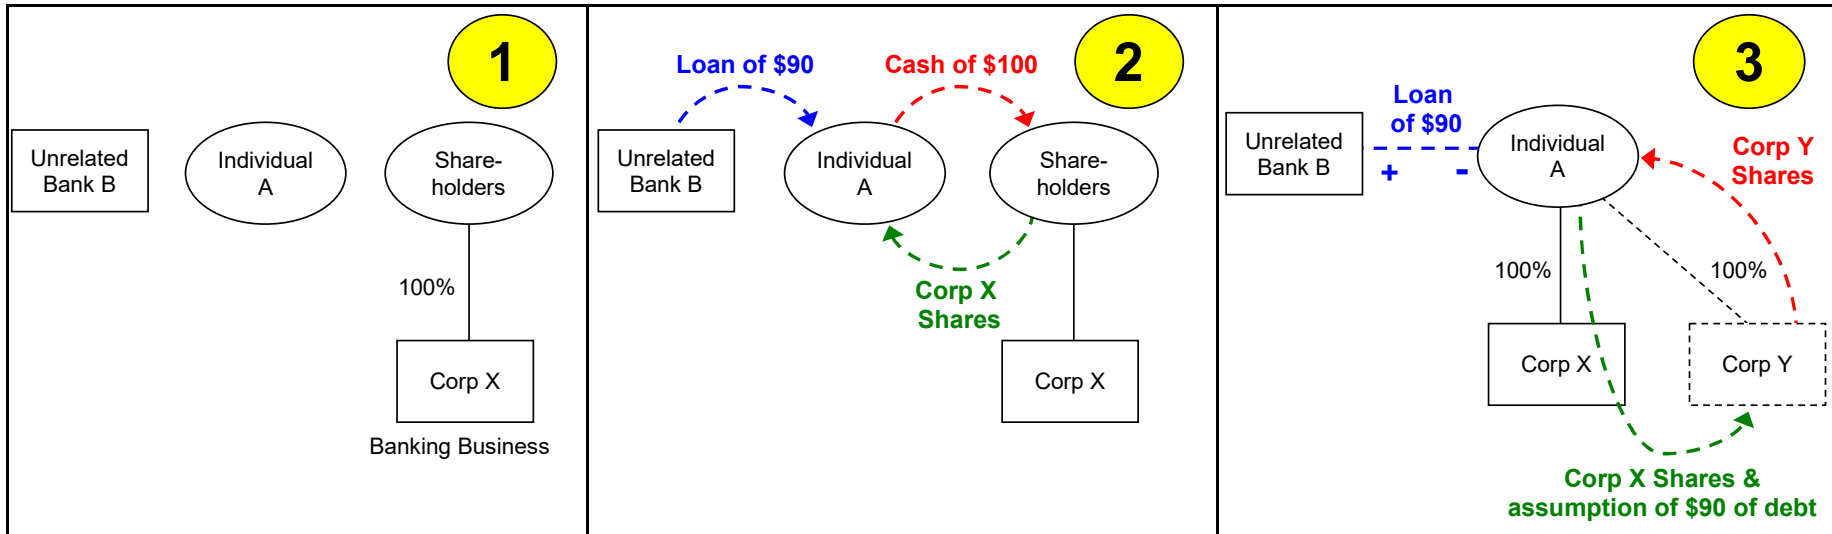 1
Unrelated
Bank B
Individual
A
Share-
holders
100%
Corp X
Banking Business
2
Loan of $90
Cash of $100
Unrelated
Bank B
Individual
A
Share-
holders
Corp X
Shares
Corp X
3
Loan
of $90
Unrelated
Bank B
+
-
Individual
A
Corp Y
Shares
100%
100%
Corp X
Corp Y
Corp X Shares &
assumption of $90 of debt